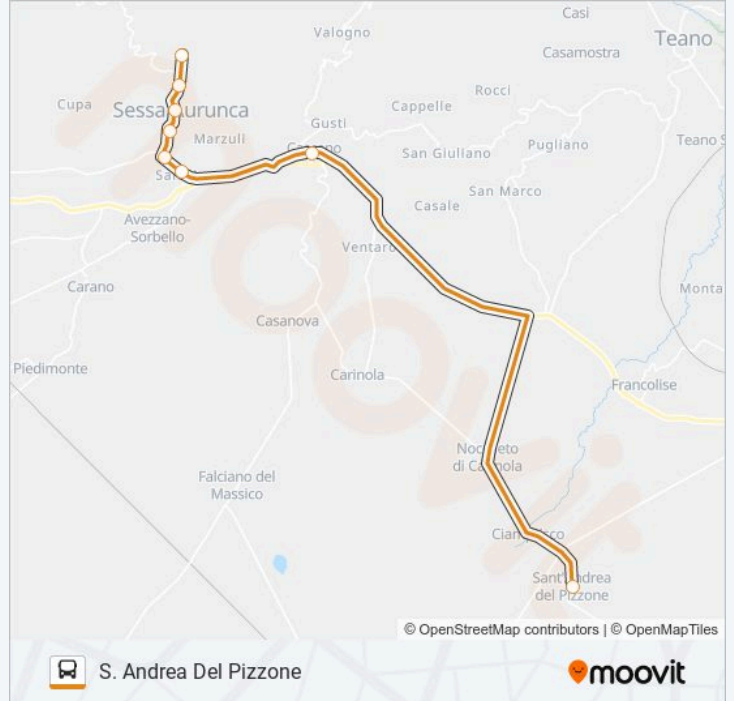 Casi
Valogno
Teano
Casamostra
Rocci
Cupa
Sessa Aurunca
Cappelle
Gusti
Marzuli
Pugliano
Teano S
San Giuliano
San Marco
Casale
Avezzano-
Sorbello
Ventaro
Carano
Monta
Casanova
Piedimonte
Carinola
Francolise
Falciano del
Massico
di Carinola
Sant'Andrea
del Pizzone
© OpenStreetMap contributors | © OpenMapTiles
S. Andrea Del Pizzone
moovit